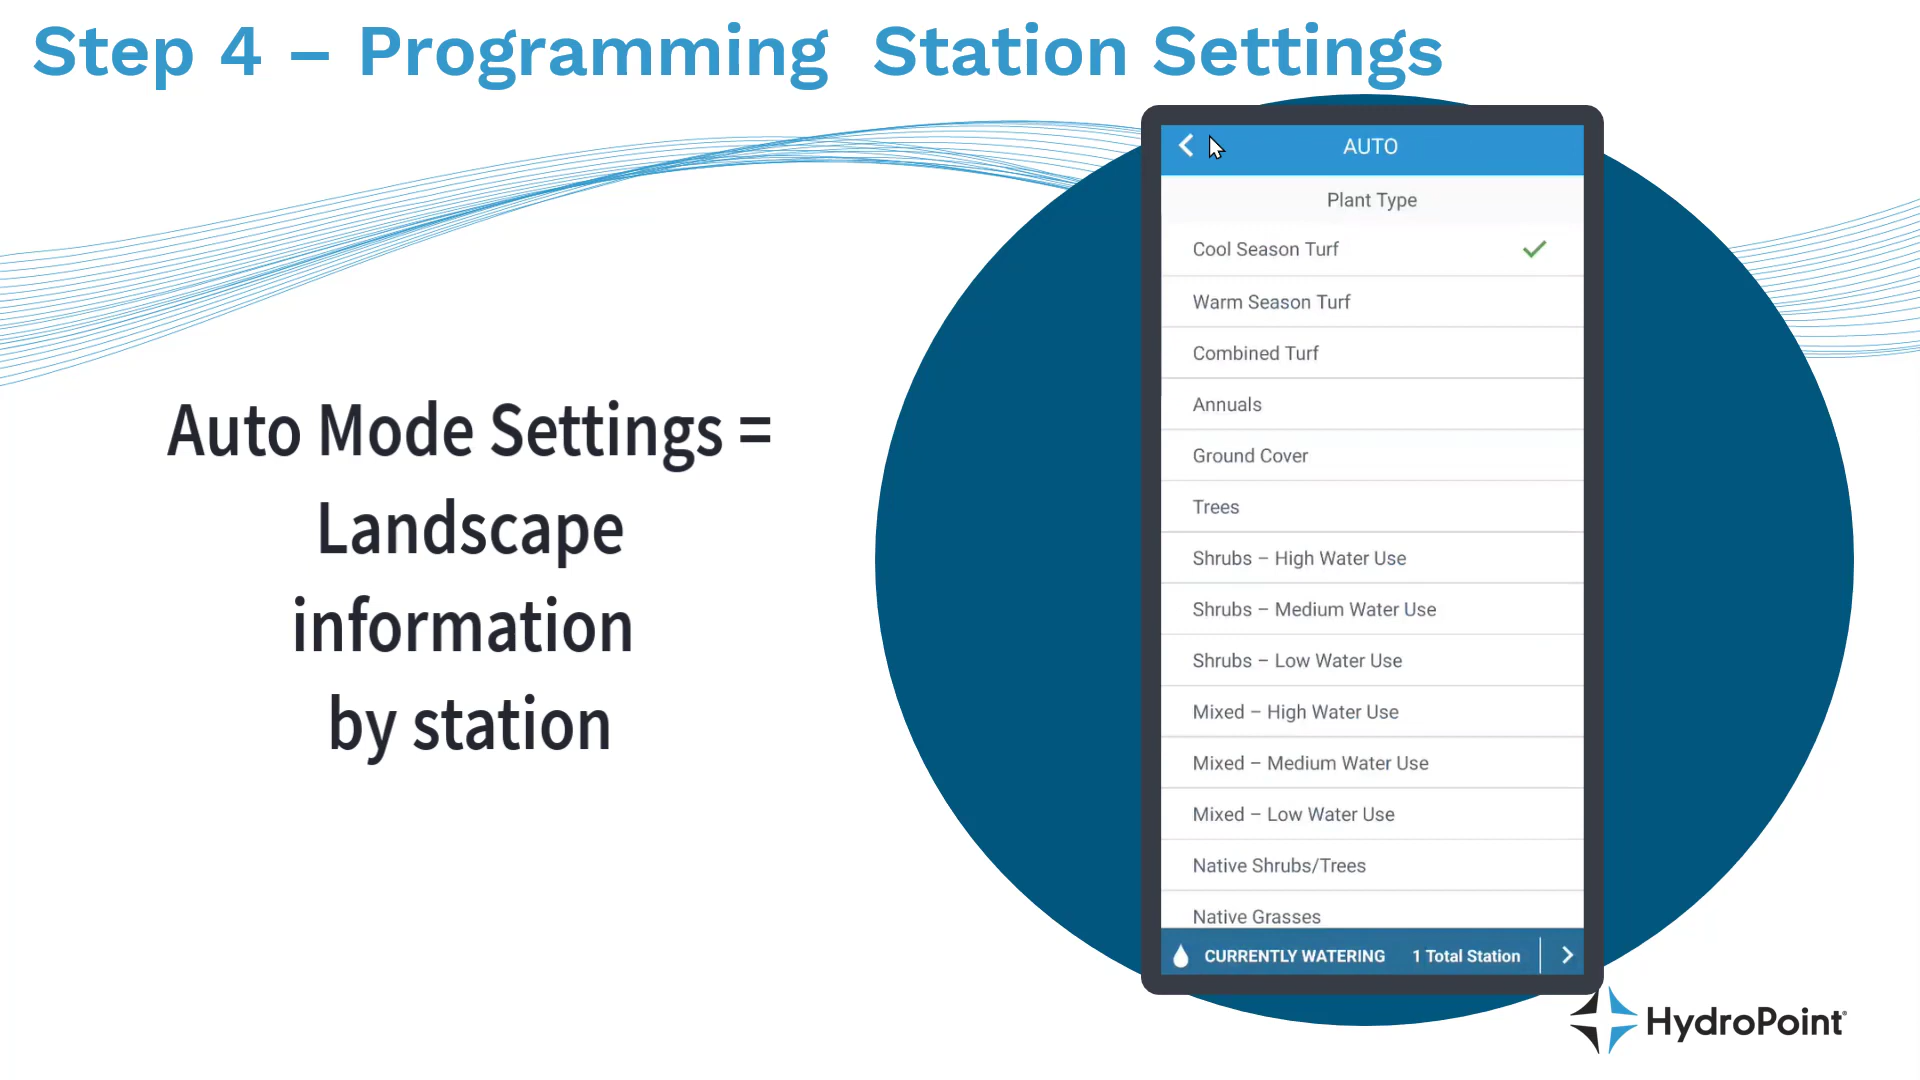 Step 4 – Programming  Station Settings
Auto Mode Settings =
Landscape
information
by station
AUTO
Plant Type
Cool Season Turf
Warm Season Turf
Combined Turf
Annuals
Ground Cover
Trees
Shrubs – High Water Use
Shrubs – Medium Water Use
Shrubs – Low Water Use
Mixed – High Water Use
Mixed – Medium Water Use
Mixed – Low Water Use
Native Shrubs/Trees
Native Grasses
CURRENTLY WATERING 1 Total Station
HydroPoint